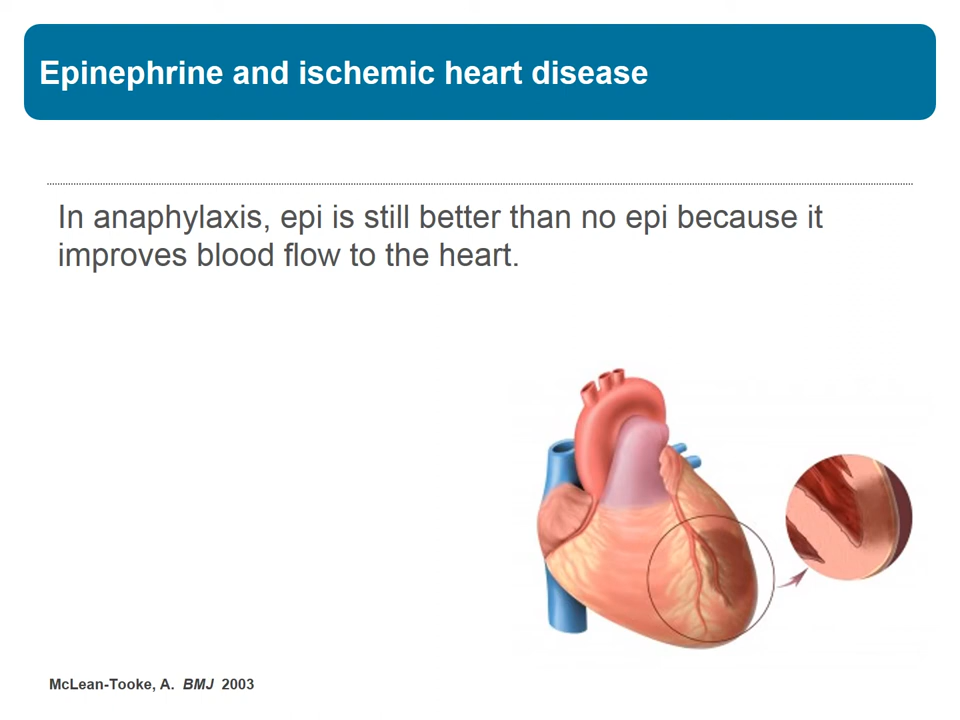 Epinephrine and ischemic heart disease
In anaphylaxis, epi is still better than no epi because it
improves blood flow to the heart.
McLean-Tooke, A. BMJ 2003